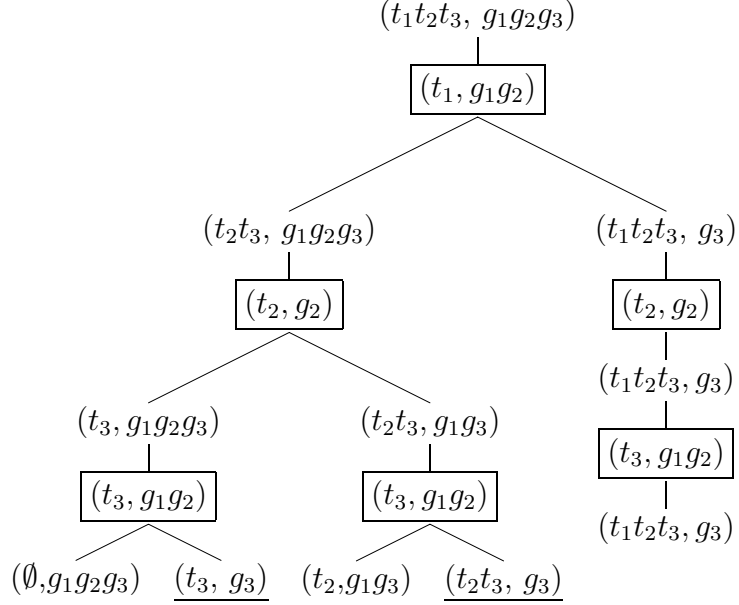 (t₁t₂t₃, g₁g₂g₃)
(t₁, g₁g₂)
(t₂t₃, g₁g₂g₃) (t₁t₂t₃, g₃)
(t₂, g₂) (t₂, g₂)
(t₁t₂t₃, g₃)
(t₃, g₁g₂g₃) (t₂t₃, g₁g₃)
(t₃, g₁g₂)
(t₃, g₁g₂) (t₃, g₁g₂)
(t₁t₂t₃, g₃)
(∅,g₁g₂g₃) (t₃, g₃) (t₂,g₁g₃) (t₂t₃, g₃)